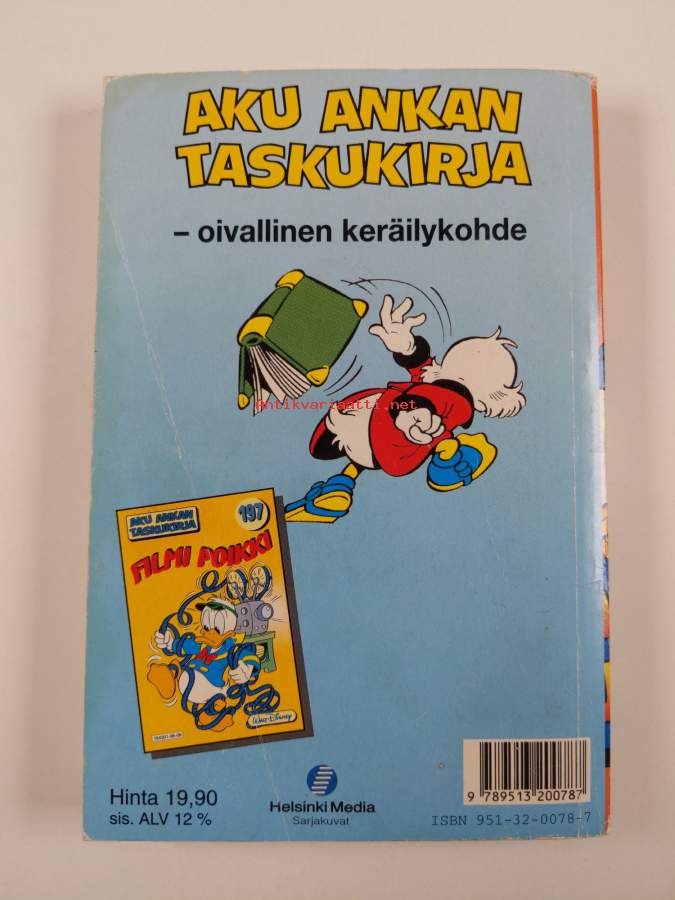 AKU ANKAN
TASKUKIRJA
– oivallinen keräilykohde
Antikvariaatti.net
AKU ANKAN
TASKUKIRJA
197
FILMI POIKKI
Walt Disney
Hinta 19,90
sis. ALV 12 %
Helsinki Media
Sarjakuvat
9 789513 200787
ISBN 951-32-0078-7